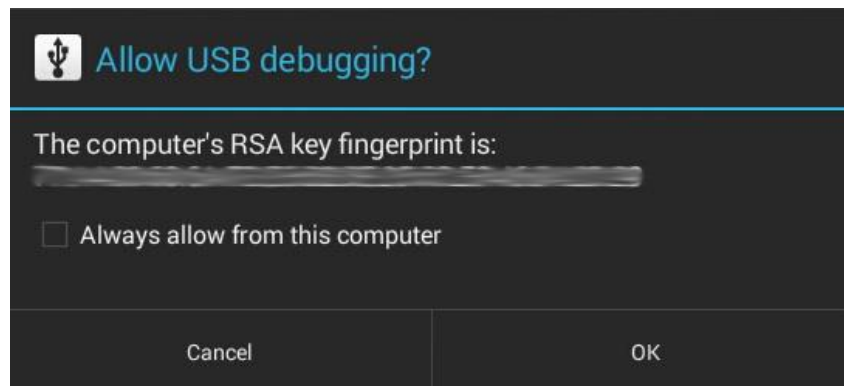 Allow USB debugging?
The computer's RSA key fingerprint is:
Always allow from this computer
Cancel OK